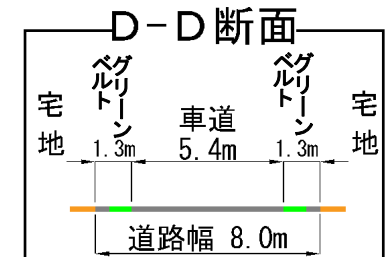 D-D断面
宅地
グリーンベルト
1.3m
車道
5.4m
グリーンベルト
1.3m
宅地
道路幅 8.0m